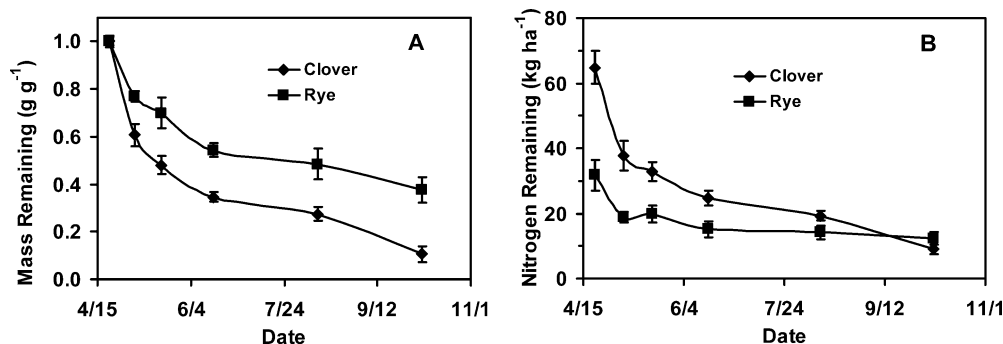 A
Mass Remaining (g g-1)
1.0
0.8
0.6
0.4
0.2
0.0
Clover
Rye
4/15 6/4 7/24 9/12 11/1
Date
B
Nitrogen Remaining (kg ha-1)
80
60
40
20
0
Clover
Rye
4/15 6/4 7/24 9/12 11/1
Date